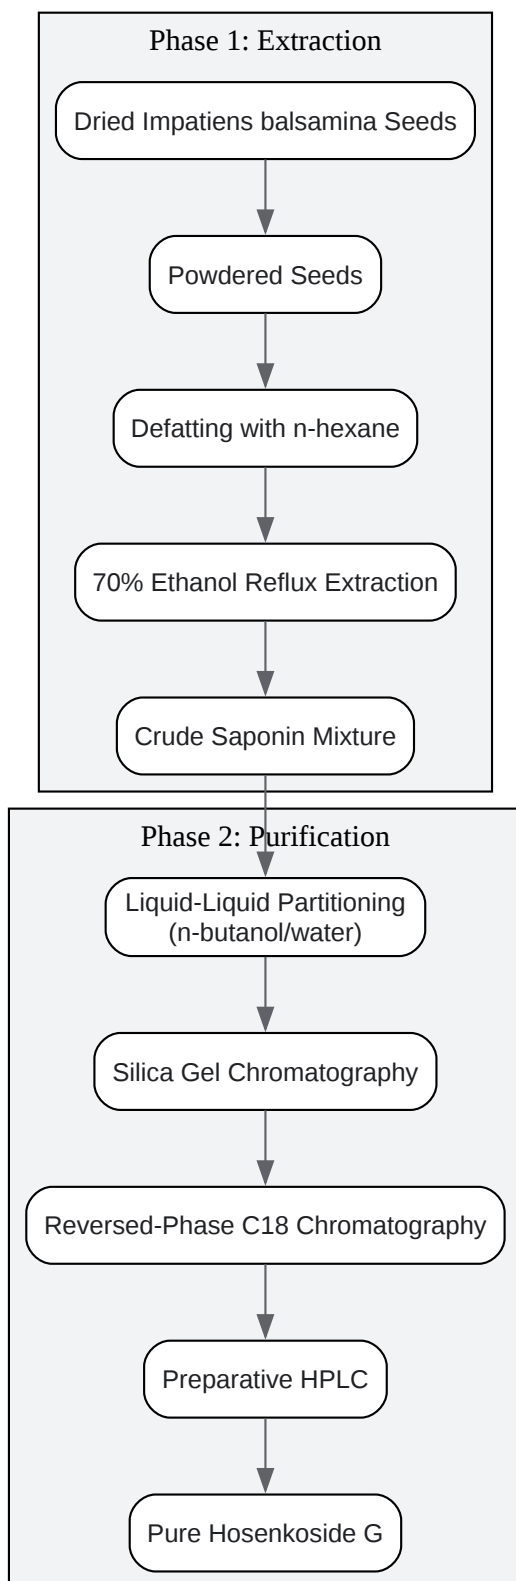 Phase 1: Extraction
Dried Impatiens balsamina Seeds
Powdered Seeds
Defatting with n-hexane
70% Ethanol Reflux Extraction
Crude Saponin Mixture
Phase 2: Purification
Liquid-Liquid Partitioning
(n-butanol/water)
Silica Gel Chromatography
Reversed-Phase C18 Chromatography
Preparative HPLC
Pure Hosenkoside G